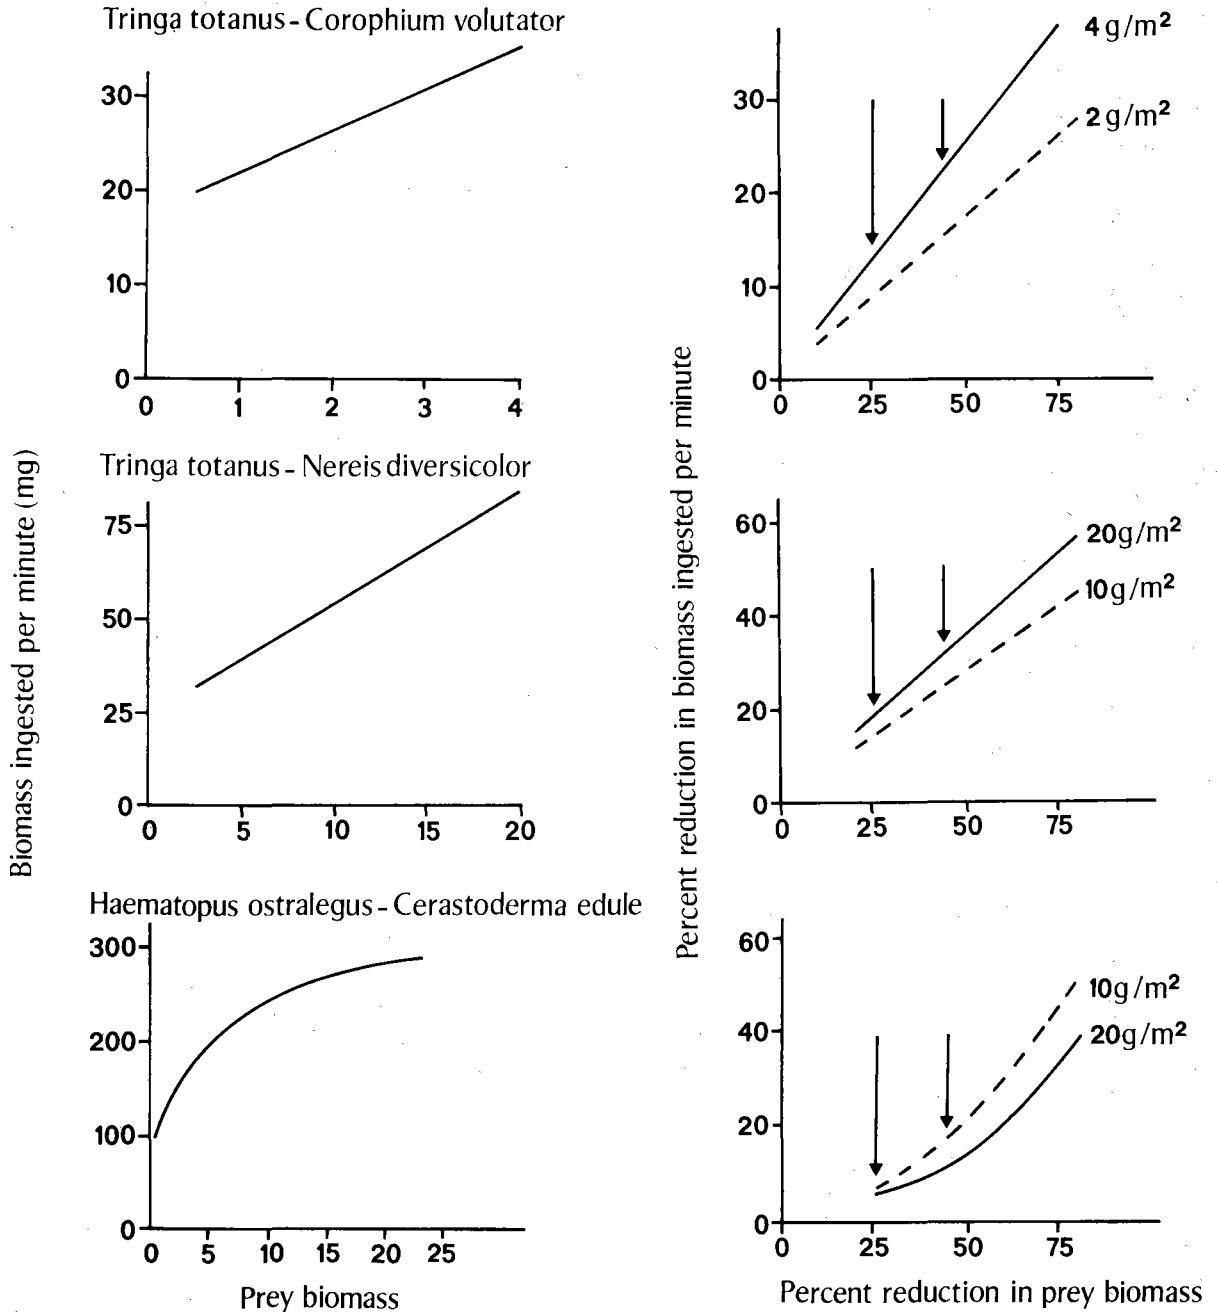 Tringa totanus - Corophium volutator
30
20
10
0
0 1 2 3 4
4 g/m²
2 g/m²
30
20
10
0
0 25 50 75
Tringa totanus - Nereis diversicolor
75
50
25
0
0 5 10 15 20
20g/m²
10g/m²
60
40
20
0
0 25 50 75
Haematopus ostralegus - Cerastoderma edule
300
200
100
0
0 5 10 15 20 25
Prey biomass
10g/m²
20g/m²
60
40
20
0
0 25 50 75
Percent reduction in prey biomass
Biomass ingested per minute (mg)
Percent reduction in biomass ingested per minute